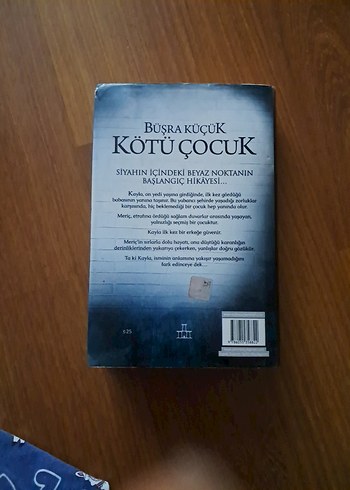 BÜŞRA KÜÇÜK
KÖTÜ ÇOCUK
SİYAHIN İÇİNDEKİ BEYAZ NOKTANIN
BAŞLANGIÇ HİKÂYESİ...
Kayla, on yedi yaşına girdiğinde, ilk kez gördüğü
babasının yanına taşınır. Bu yabancı şehirde yaşadığı zorluklar
karşısında, hiç beklemediği bir çocuk hep yanında olur.
Meriç, etrafına ördüğü sağlam duvarlar arasında yaşayan,
yalnızlığı seçmiş bir çocuktur.
Kayla ilk kez bir erkeğe güvenir.
Meriç'in sırlarla dolu hayatı, onu düştüğü karanlığın
derinliklerinden yukarıya çekerken, yanlışlar doğru gözükür.
Ta ki Kayla, isminin anlamına yakışır yaşamadığını
fark edinceye dek...